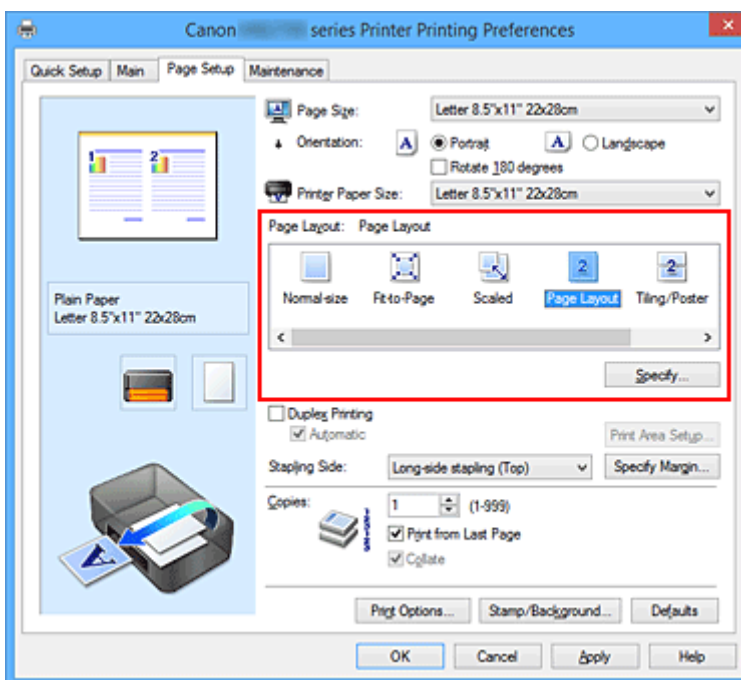 Canon series Printer Printing Preferences
Quick Setup Main Page Setup Maintenance
1 2
Page Size: Letter 8.5"x11" 22x28cm
Orientation: A Portrait A Landscape
Rotate 180 degrees
Printer Paper Size: Letter 8.5"x11" 22x28cm
Page Layout: Page Layout
2 2
Normal-size Fit-to-Page Scaled Page Layout Tiling/Poster
Specify...
Plain Paper
Letter 8.5"x11" 22x28cm
Duplex Printing
Automatic Print Area Setup...
Stapling Side: Long-side stapling (Top) Specify Margin...
Copies: 1 (1-999)
Print from Last Page
Collate
A
Print Options... Stamp/Background... Defaults
OK Cancel Apply Help